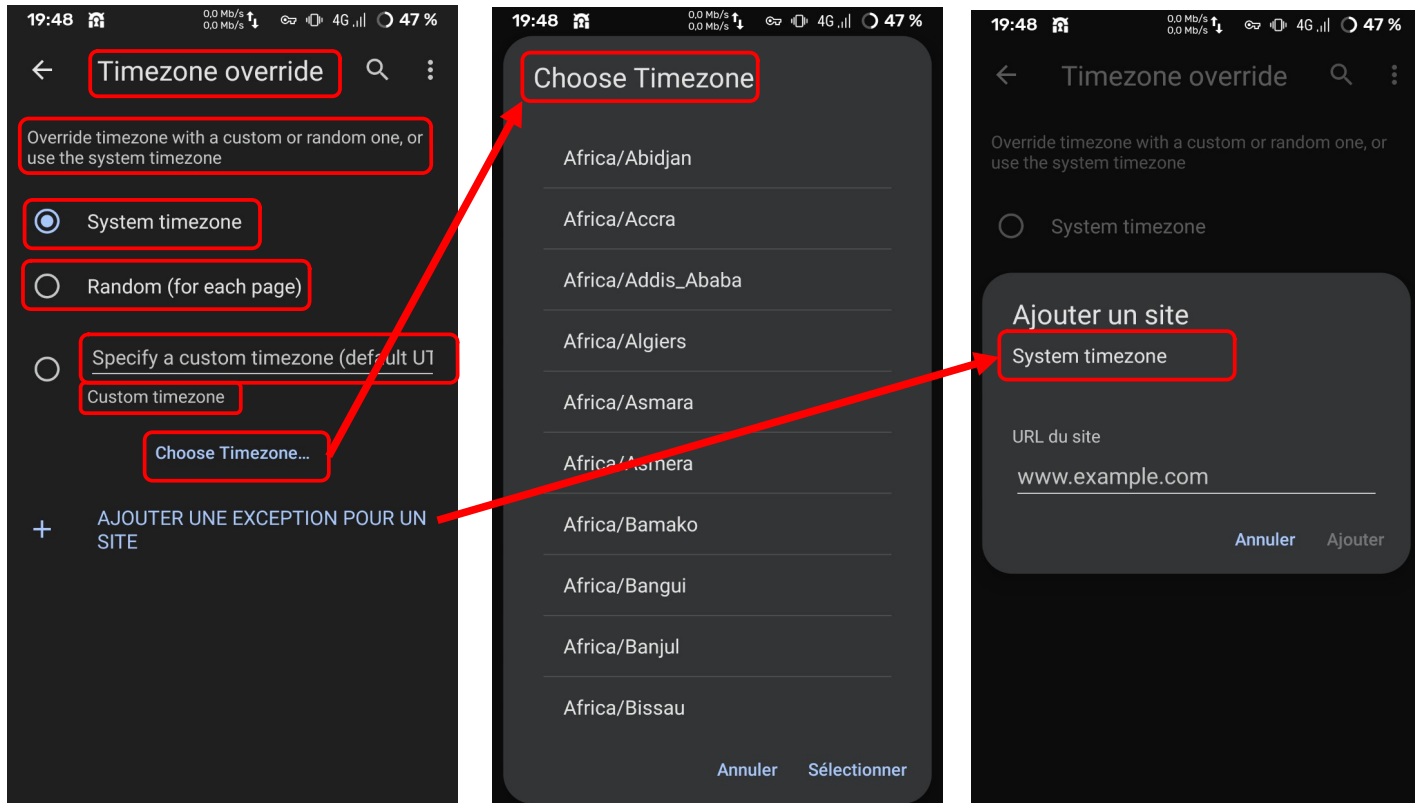 19:48
0,0 Mb/s
0,0 Mb/s
4G
47 %
Timezone override
Override timezone with a custom or random one, or
use the system timezone
System timezone
Random (for each page)
Specify a custom timezone (default UT
Custom timezone
Choose Timezone...
+ AJOUTER UNE EXCEPTION POUR UN
SITE
19:48
0,0 Mb/s
0,0 Mb/s
4G
47 %
Choose Timezone
Africa/Abidjan
Africa/Accra
Africa/Addis_Ababa
Africa/Algiers
Africa/Asmara
Africa/Asmera
Africa/Bamako
Africa/Bangui
Africa/Banjul
Africa/Bissau
Annuler Sélectionner
19:48
0,0 Mb/s
0,0 Mb/s
4G
47 %
Timezone override
Override timezone with a custom or random one, or
use the system timezone
System timezone
Ajouter un site
System timezone
URL du site
www.example.com
Annuler Ajouter